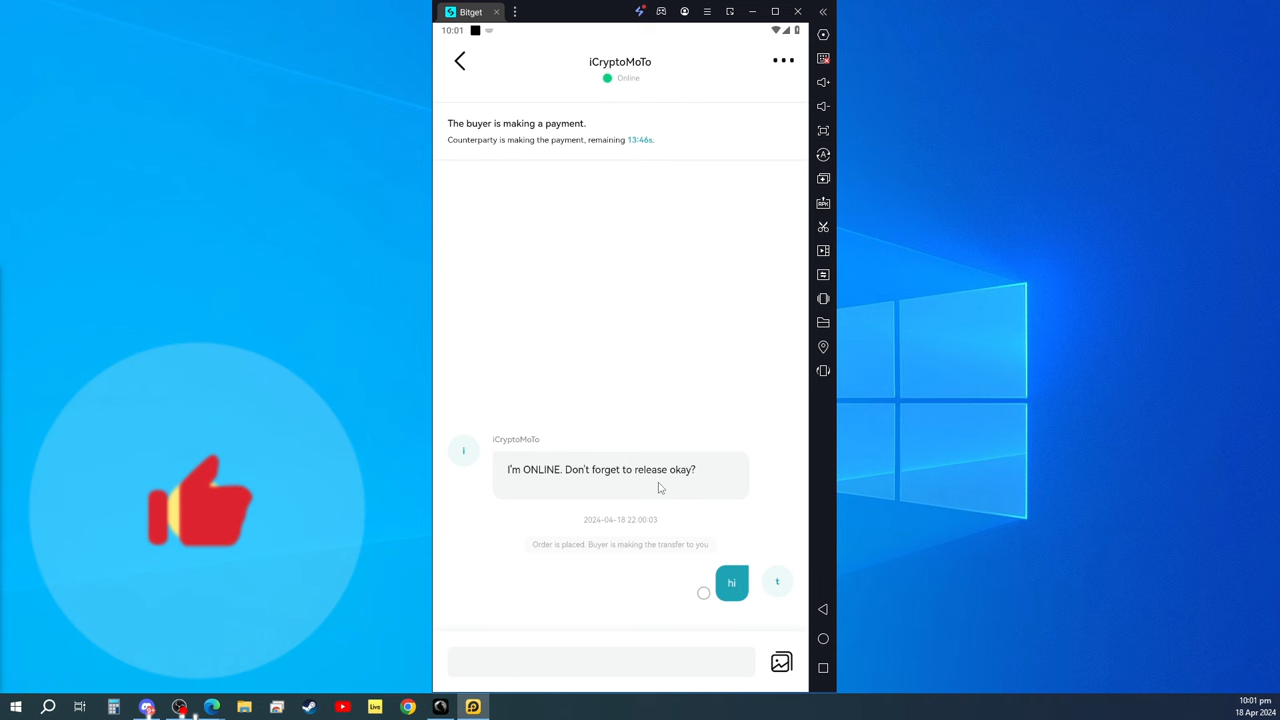 Bitget
10:01
iCryptoMoTo
Online
The buyer is making a payment.
Counterparty is making the payment, remaining 13:46s.
iCryptoMoTo
i
I'm ONLINE. Don't forget to release okay?
2024-04-18 22:00:03
Order is placed. Buyer is making the transfer to you
hi
t
10:01 pm
18 Apr 2024